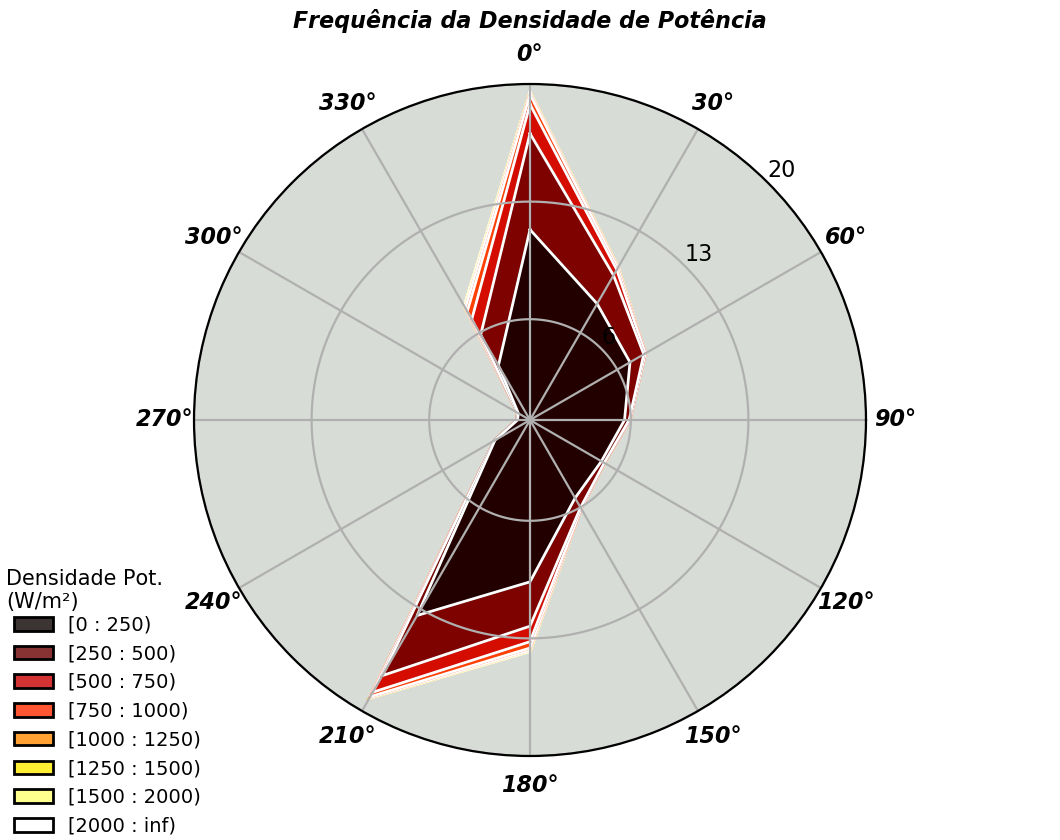 Frequência da Densidade de Potência
0°
330°
30°
20
300°
60°
13
6
270°
90°
Densidade Pot.
(W/m²)
240°
120°
[0 : 250)
[250 : 500)
[500 : 750)
[750 : 1000)
[1000 : 1250)
[1250 : 1500)
[1500 : 2000)
[2000 : inf)
210°
150°
180°